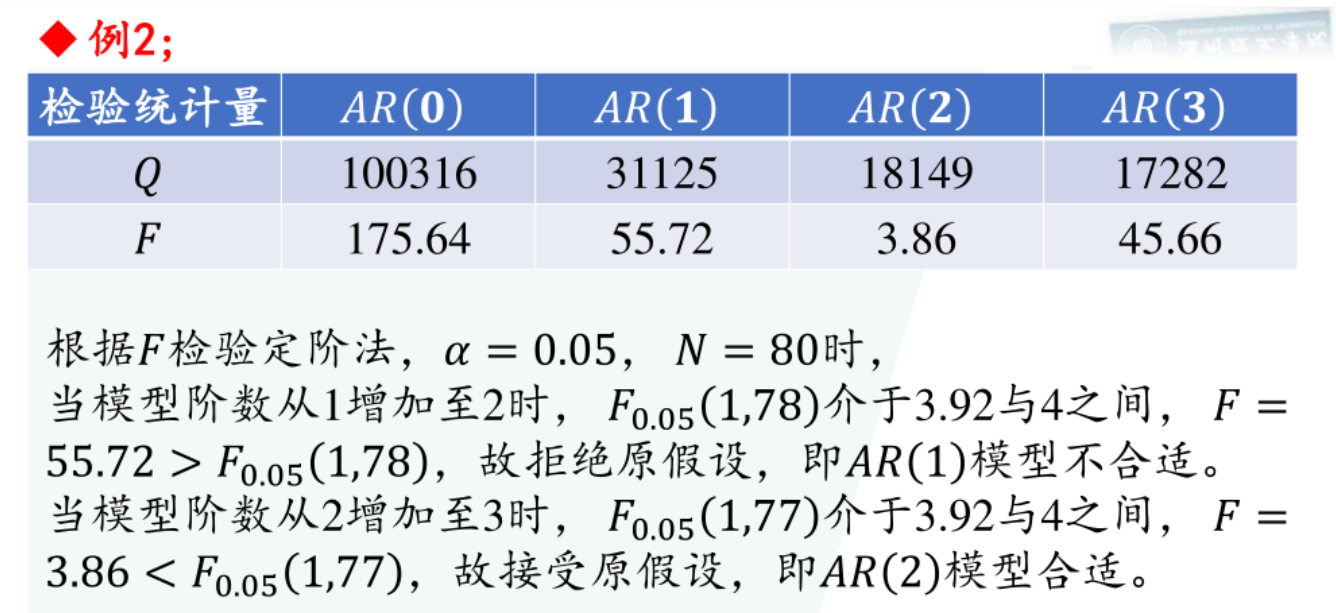 ◆ 例2;
检验统计量 AR(0) AR(1) AR(2) AR(3)
Q 100316 31125 18149 17282
F 175.64 55.72 3.86 45.66
根据F检验定阶法，α = 0.05， N = 80时，
当模型阶数从1增加至2时， F₀.₀₅(1,78)介于3.92与4之间， F =
55.72 > F₀.₀₅(1,78)，故拒绝原假设，即AR(1)模型不合适。
当模型阶数从2增加至3时， F₀.₀₅(1,77)介于3.92与4之间， F =
3.86 < F₀.₀₅(1,77)，故接受原假设，即AR(2)模型合适。